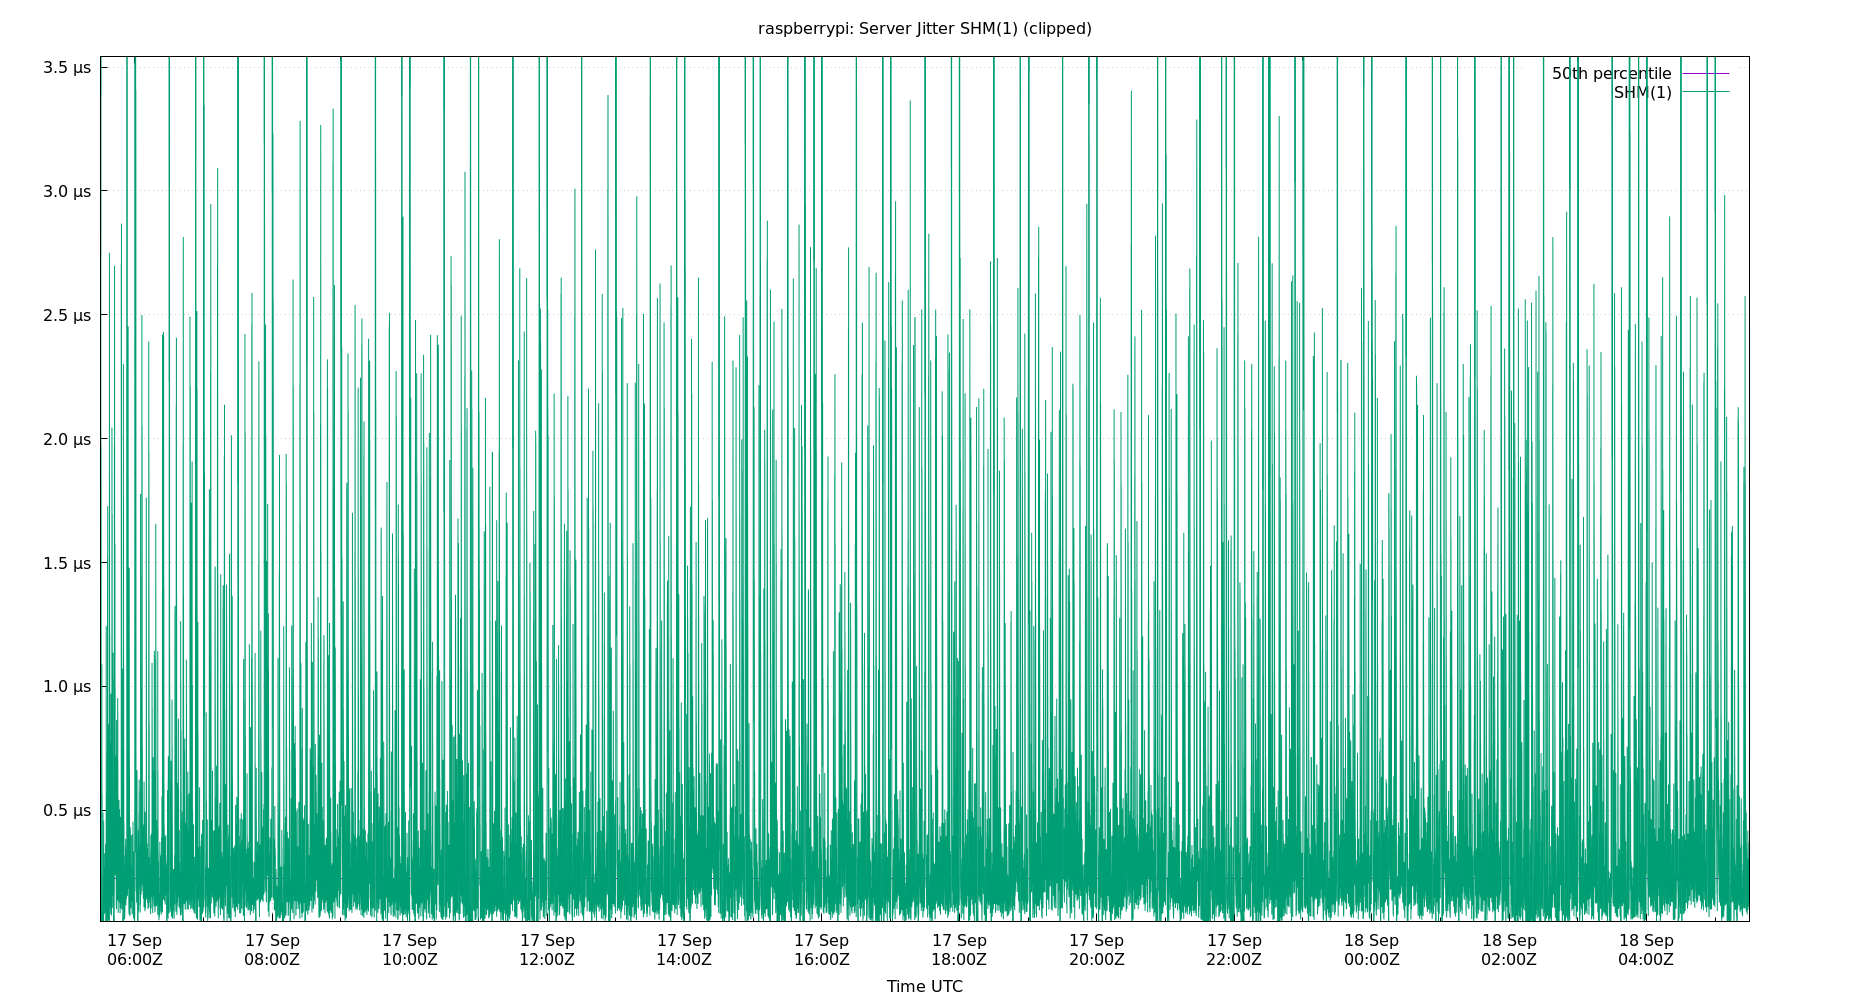 raspberrypi: Server Jitter SHM(1) (clipped)
3.5 µs
50th percentile
SHM(1)
3.0 µs
2.5 µs
2.0 µs
1.5 µs
1.0 µs
0.5 µs
17 Sep 17 Sep 17 Sep 17 Sep 17 Sep 17 Sep 17 Sep 17 Sep 17 Sep 18 Sep 18 Sep 18 Sep
06:00Z 08:00Z 10:00Z 12:00Z 14:00Z 16:00Z 18:00Z 20:00Z 22:00Z 00:00Z 02:00Z 04:00Z
Time UTC